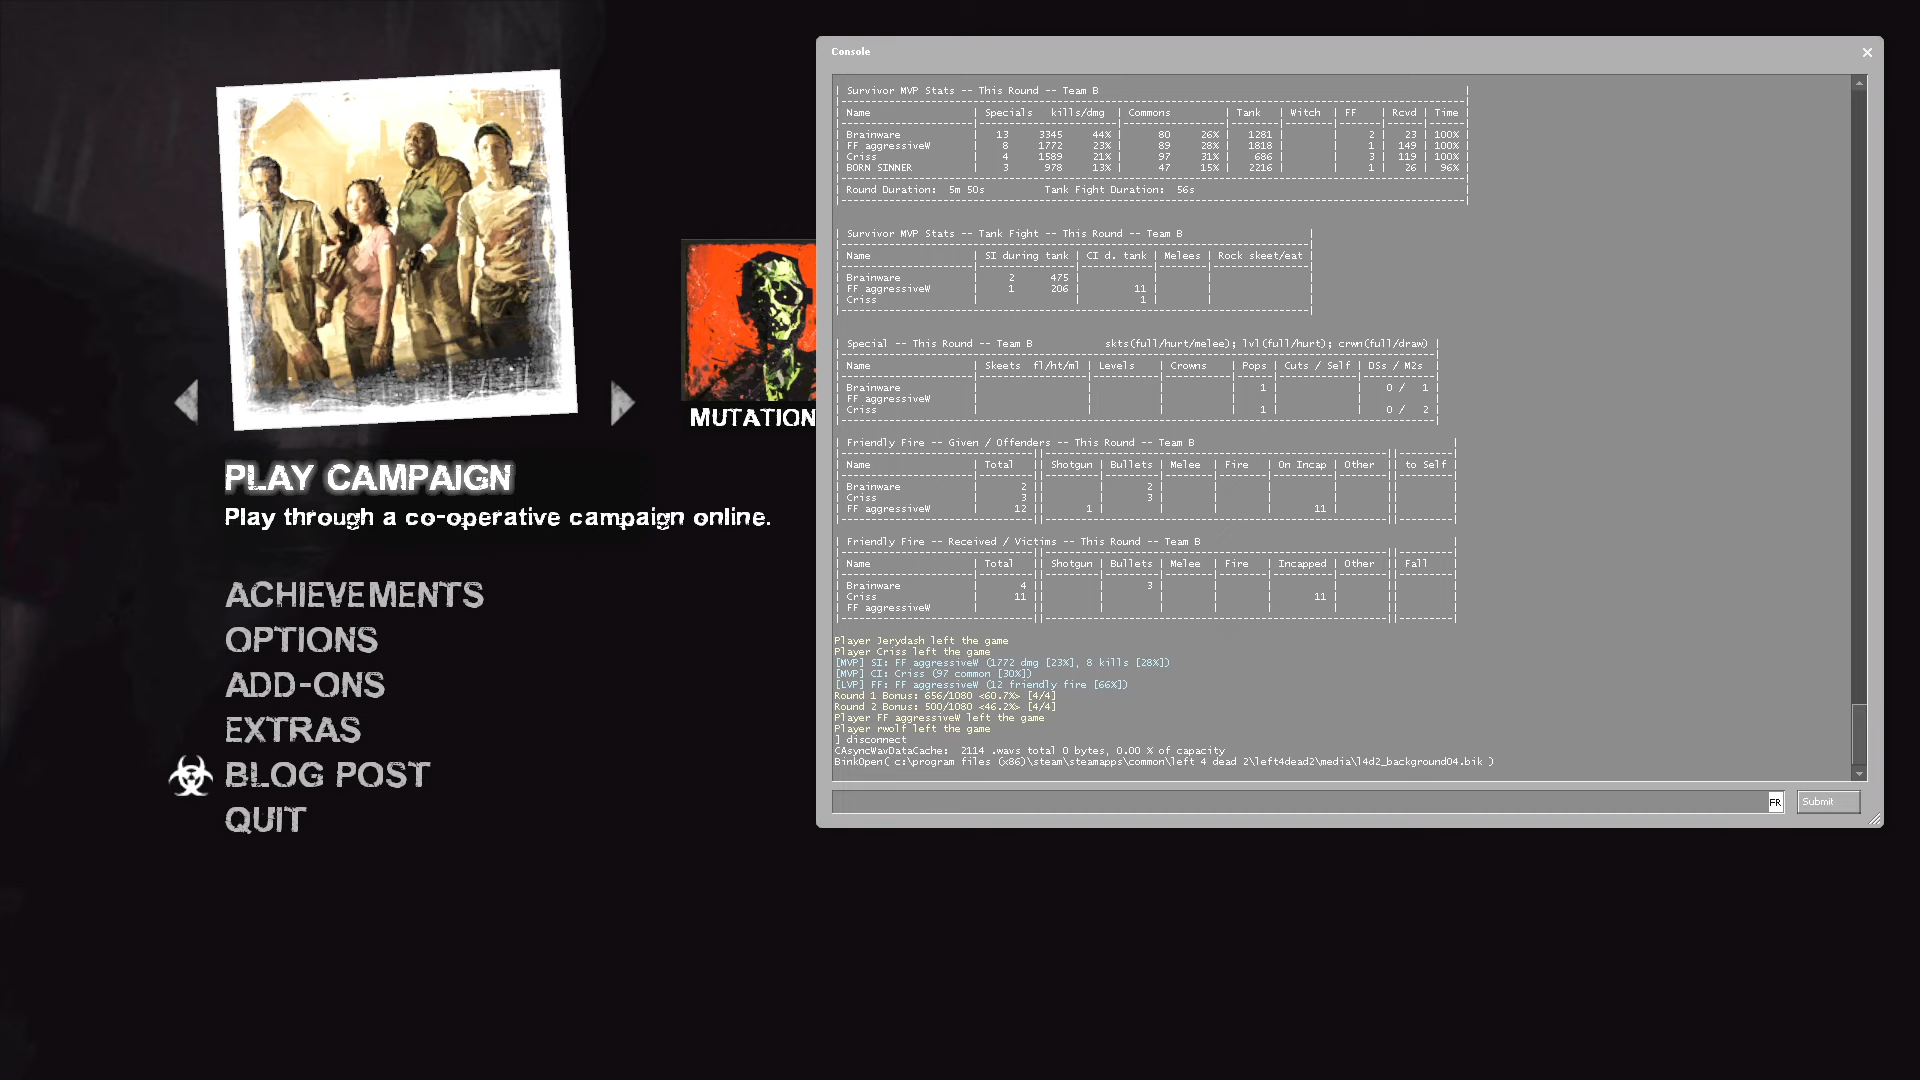 Console
| Survivor MVP Stats -- This Round -- Team B |
| Name | Specials kills/dmg | Commons | Tank | Witch | FF | Rcvd | Time |
| Brainware | 13 3345 44% | 80 26% | 1281 | | 2 | 23 | 100% |
| FF aggressiveW | 8 1772 23% | 89 28% | 1818 | | 1 | 149 | 100% |
| Criss | 4 1589 21% | 97 31% | 686 | | 3 | 119 | 100% |
| BORN SINNER | 3 978 13% | 47 15% | 2216 | | 1 | 26 | 96% |
| Round Duration: 5m 50s Tank Fight Duration: 56s |
| Survivor MVP Stats -- Tank Fight -- This Round -- Team B |
| Name | SI during tank | CI d. tank | Melees | Rock skeet/eat |
| Brainware | 2 475 | | | |
| FF aggressiveW | 1 206 | 11 | | |
| Criss | | 1 | | |
| Special -- This Round -- Team B skts(full/hurt/melee); lvl(full/hurt); crwn(full/draw) |
| Name | Skeets fl/ht/ml | Levels | Crowns | Pops | Cuts / Self | DSs / M2s |
| Brainware | | | | 1 | | 0 / 1 |
| FF aggressiveW | | | | | | |
| Criss | | | | 1 | | 0 / 2 |
| Friendly Fire -- Given / Offenders -- This Round -- Team B |
| Name | Total || Shotgun | Bullets | Melee | Fire | On Incap | Other || to Self |
| Brainware | 2 || | 2 | | | | || |
| Criss | 3 || | 3 | | | | || |
| FF aggressiveW | 12 || 1 | | | | 11 | || |
| Friendly Fire -- Received / Victims -- This Round -- Team B |
| Name | Total || Shotgun | Bullets | Melee | Fire | Incapped | Other || Fall |
| Brainware | 4 || | 3 | | | | || |
| Criss | 11 || | | | | 11 | || |
| FF aggressiveW | || | | | | | || |
Player Jerydash left the game
Player Criss left the game
[MVP] SI: FF aggressiveW (1772 dmg [23%], 8 kills [28%])
[MVP] CI: Criss (97 common [30%])
[LVP] FF: FF aggressiveW (12 friendly fire [66%])
Round 1 Bonus: 656/1080 <60.7%> [4/4]
Round 2 Bonus: 500/1080 <46.2%> [4/4]
Player FF aggressiveW left the game
Player rwolf left the game
] disconnect
CAsyncWavDataCache: 2114 .wavs total 0 bytes, 0.00 % of capacity
BinkOpen( c:\program files (x86)\steam\steamapps\common\left 4 dead 2\left4dead2\media\l4d2_background04.bik )
FR
Submit
MUTATION
PLAY CAMPAIGN
Play through a co-operative campaign online.
ACHIEVEMENTS
OPTIONS
ADD-ONS
EXTRAS
BLOG POST
QUIT